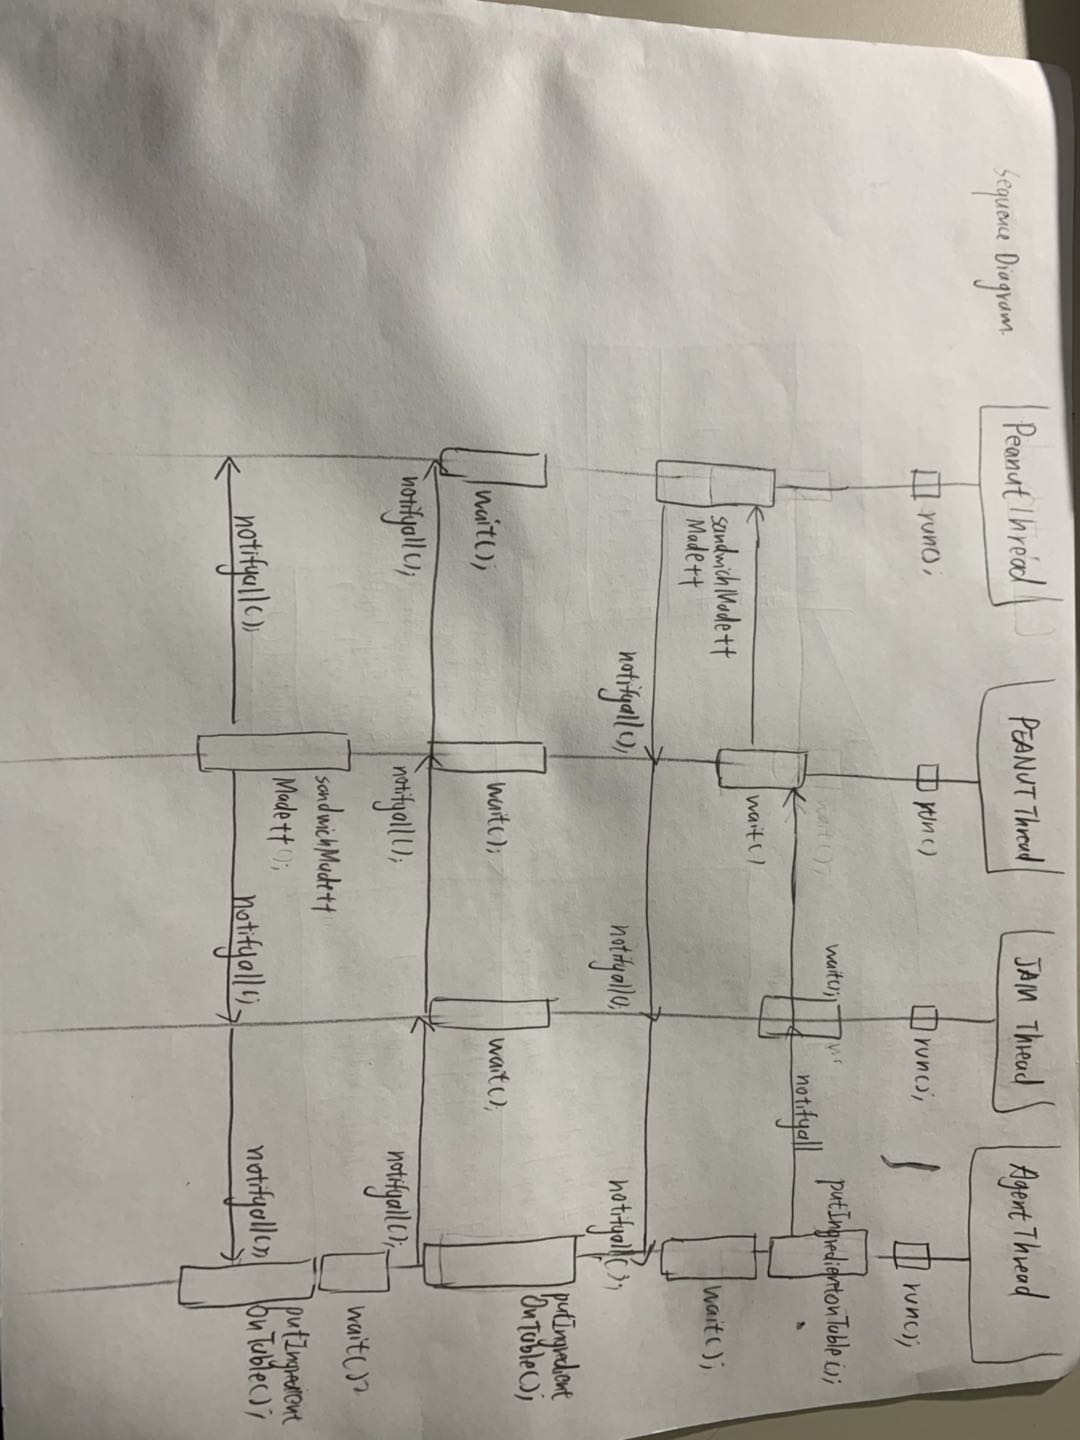 Sequence Diagram
Peanut Thread
PEANUT Thread
JAM Thread
Agent Thread
run();
run()
run();
run();
wait();
wait();
putIngredientonTable();
notifyall
wait()
sandwichMade++
Made++
wait();
notifyall();
notifyall();
notifyall();
putIngredient
OnTable();
wait();
wait();
wait();
notifyall();
notifyall();
notifyall();
wait()
sandwichMade++
Made++();
putIngredient
onTable();
notifyall();
notifyall();
notifyall();